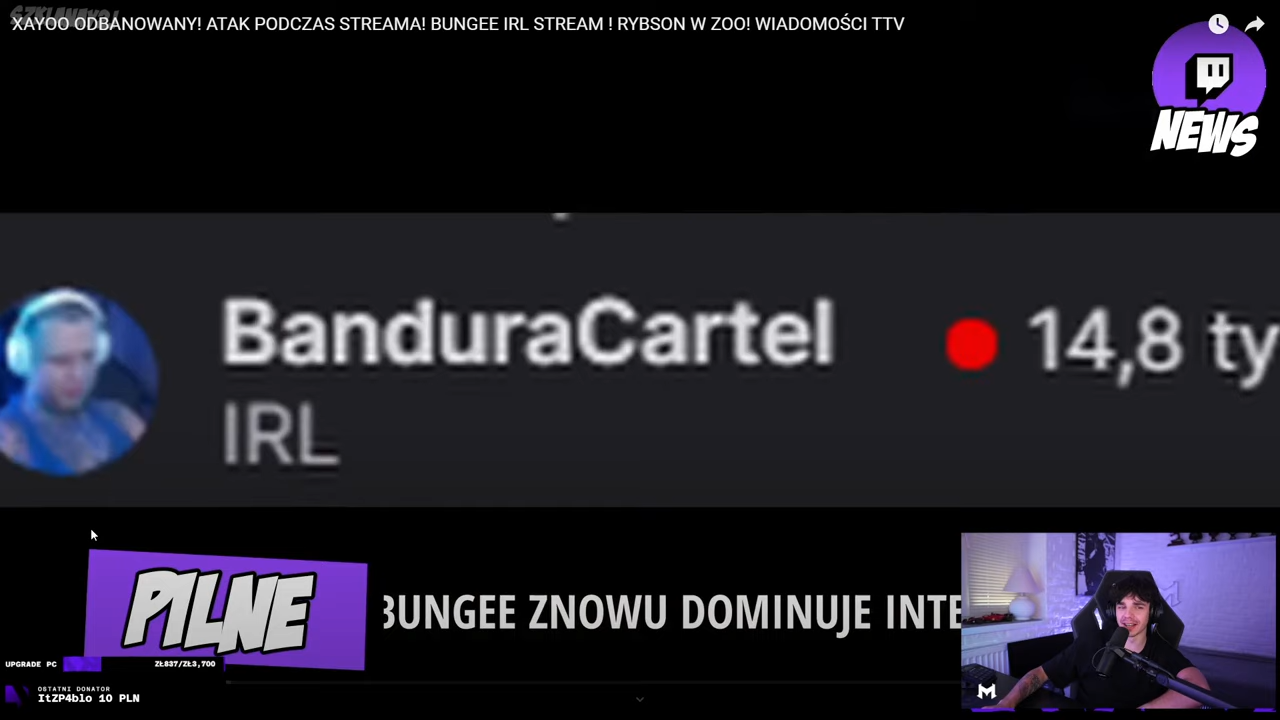 XAYOO ODBANOWANY! ATAK PODCZAS STREAMA! BUNGEE IRL STREAM ! RYBSON W ZOO! WIADOMOŚCI TTV
NEWS
BanduraCartel
14,8 ty
IRL
PILNE
BUNGEE ZNOWU DOMINUJE INTE
UPGRADE PC
ZŁ837/ZŁ3,700
OSTATNI DONATOR
ItZP4blo 10 PLN